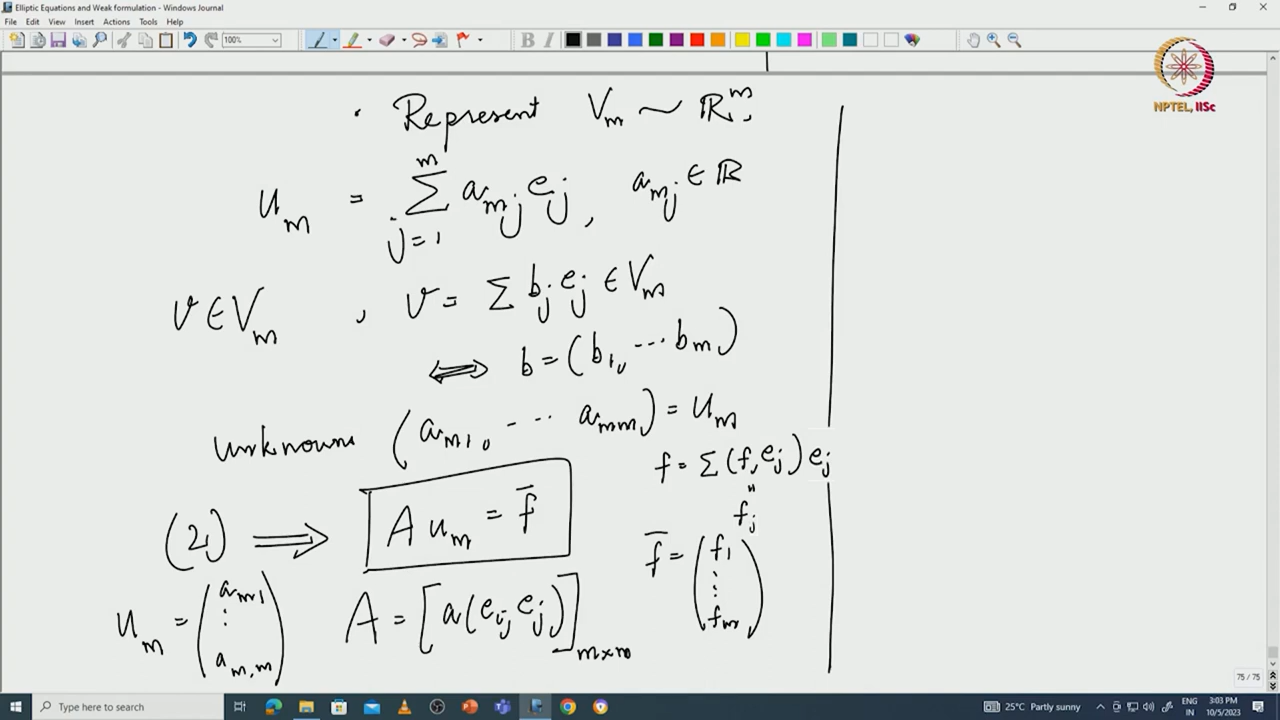 Elliptic Equations and Weak formulation - Windows Journal
File Edit View Insert Actions Tools Help
100%
B I
NPTEL, IISc
• Represent V_m ~ ℝ^m,
u_m = Σ_{j=1}^{m} a_{mj} e_j, a_{mj} ∈ ℝ
v ∈ V_m, v = Σ b_j e_j ∈ V_m
⟺ b = (b_1, ... b_m)
unknowns (a_{m1}, ... a_{mm}) = u_m
f = Σ (f, e_j) e_j
" f_j
(2) ⟹ A u_m = \bar{f}
\bar{f} = (f_1 ⋮ f_m)
u_m = (a_{m1} ⋮ a_{m,m}) A = [a(e_i, e_j)]_{m×m}
75 / 75
Type here to search
25°C Partly sunny
ENG
IN
3:03 PM
10/5/2023